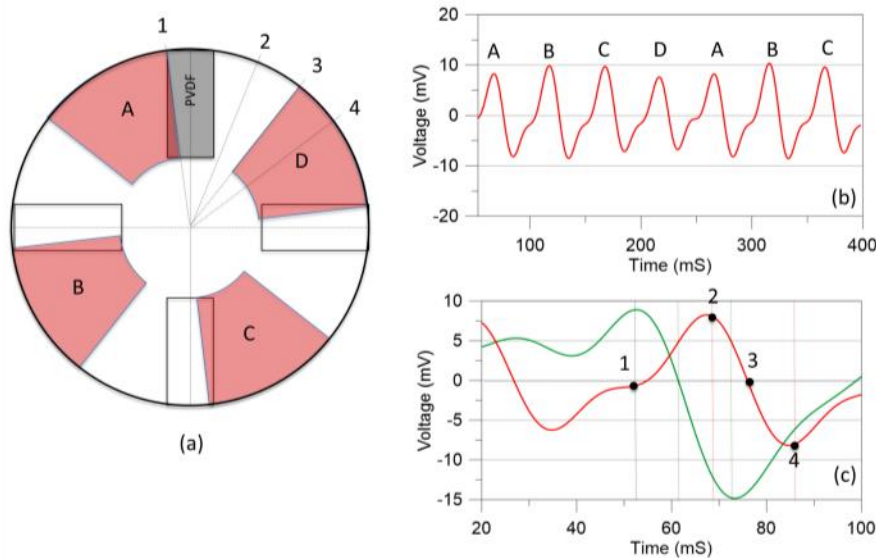 1
2
3
4
A
PVDF
D
B
C
(a)
20
10
0
-10
-20
Voltage (mV)
A B C D A B C
(b)
100 200 300 400
Time (mS)
10
5
0
-5
-10
-15
Voltage (mV)
1
2
3
4
(c)
20 40 60 80 100
Time (mS)